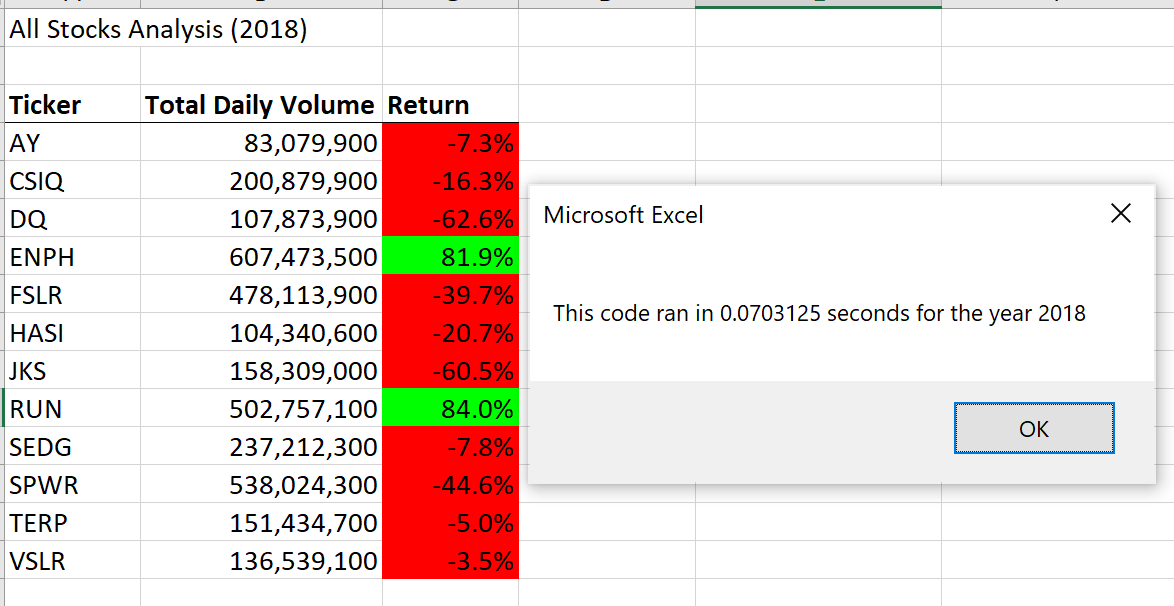 All Stocks Analysis (2018)
Ticker Total Daily Volume Return
AY 83,079,900 -7.3%
CSIQ 200,879,900 -16.3%
DQ 107,873,900 -62.6%
ENPH 607,473,500 81.9%
FSLR 478,113,900 -39.7%
HASI 104,340,600 -20.7%
JKS 158,309,000 -60.5%
RUN 502,757,100 84.0%
SEDG 237,212,300 -7.8%
SPWR 538,024,300 -44.6%
TERP 151,434,700 -5.0%
VSLR 136,539,100 -3.5%
Microsoft Excel
This code ran in 0.0703125 seconds for the year 2018
OK